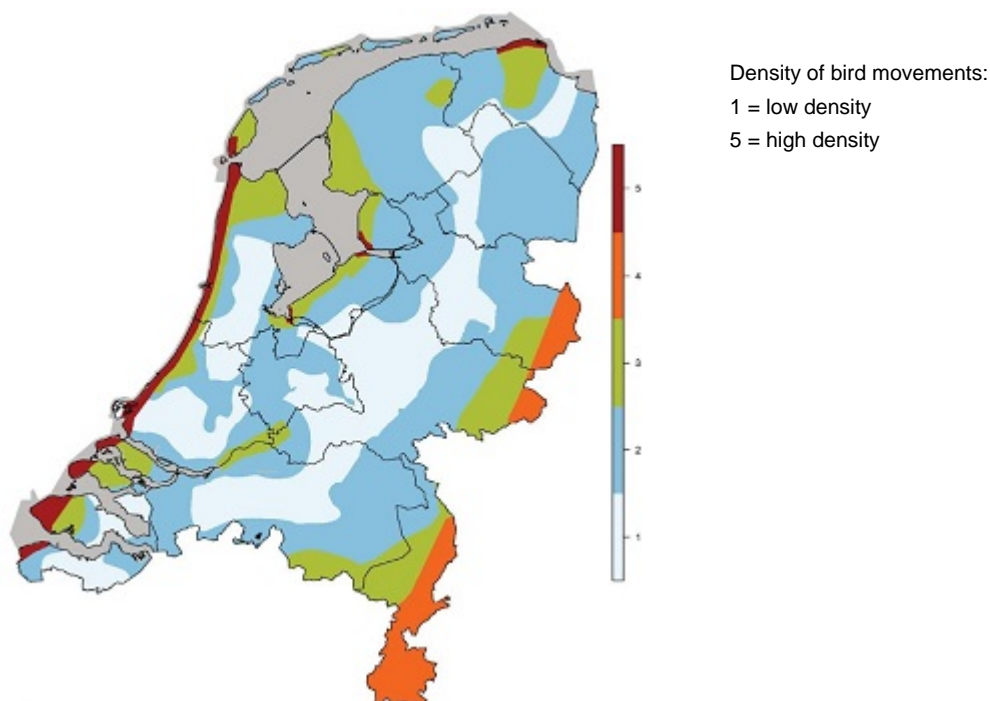 Density of bird movements:
1 = low density
5 = high density
5
4
3
2
1